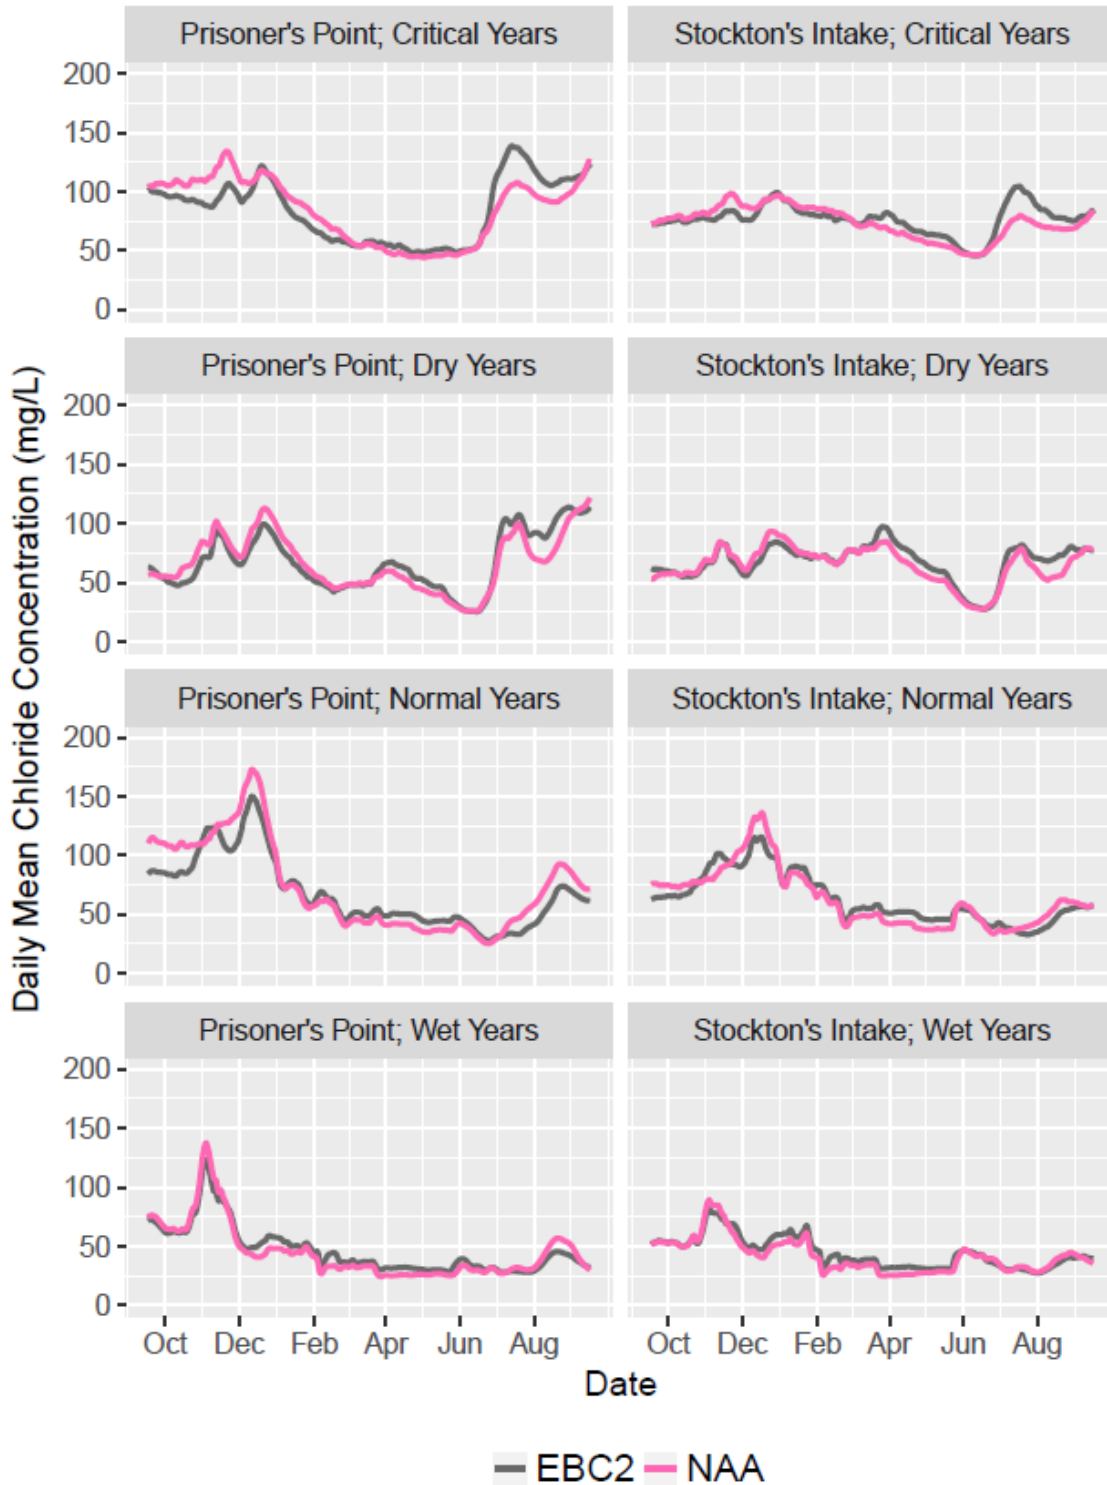 Prisoner's Point; Critical Years
Stockton's Intake; Critical Years
200
150
100
50
0
Prisoner's Point; Dry Years
Stockton's Intake; Dry Years
200
150
100
50
0
Daily Mean Chloride Concentration (mg/L)
Prisoner's Point; Normal Years
Stockton's Intake; Normal Years
200
150
100
50
0
Prisoner's Point; Wet Years
Stockton's Intake; Wet Years
200
150
100
50
0
Oct Dec Feb Apr Jun Aug
Oct Dec Feb Apr Jun Aug
Date
EBC2 NAA